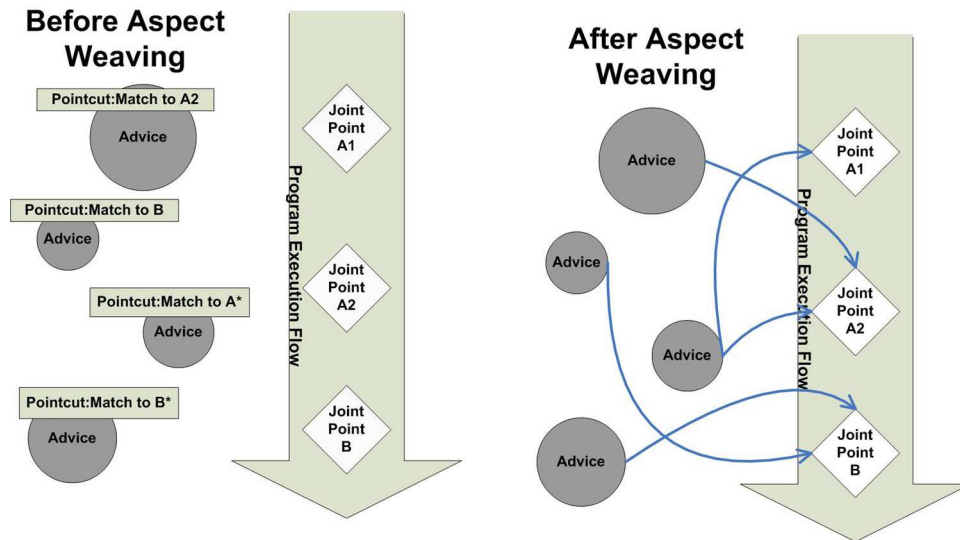 Before Aspect
Weaving
Pointcut:Match to A2
Advice
Pointcut:Match to B
Advice
Pointcut:Match to A*
Advice
Pointcut:Match to B*
Advice
Program Execution Flow
Joint
Point
A1
Joint
Point
A2
Joint
Point
B
After Aspect
Weaving
Advice
Advice
Advice
Advice
Program Execution Flow
Joint
Point
A1
Joint
Point
A2
Joint
Point
B